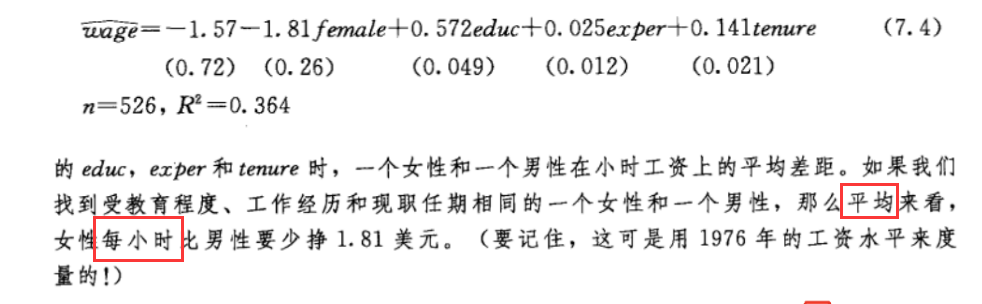 wage=-1.57-1.81female+0.572educ+0.025exper+0.141tenure (7.4)
(0.72) (0.26) (0.049) (0.012) (0.021)
n=526, R²=0.364
的 educ, exper 和 tenure 时，一个女性和一个男性在小时工资上的平均差距。如果我们
找到受教育程度、工作经历和现职任期相同的一个女性和一个男性，那么平均来看，
女性每小时比男性要少挣 1.81 美元。（要记住，这可是用 1976 年的工资水平来度
量的!）